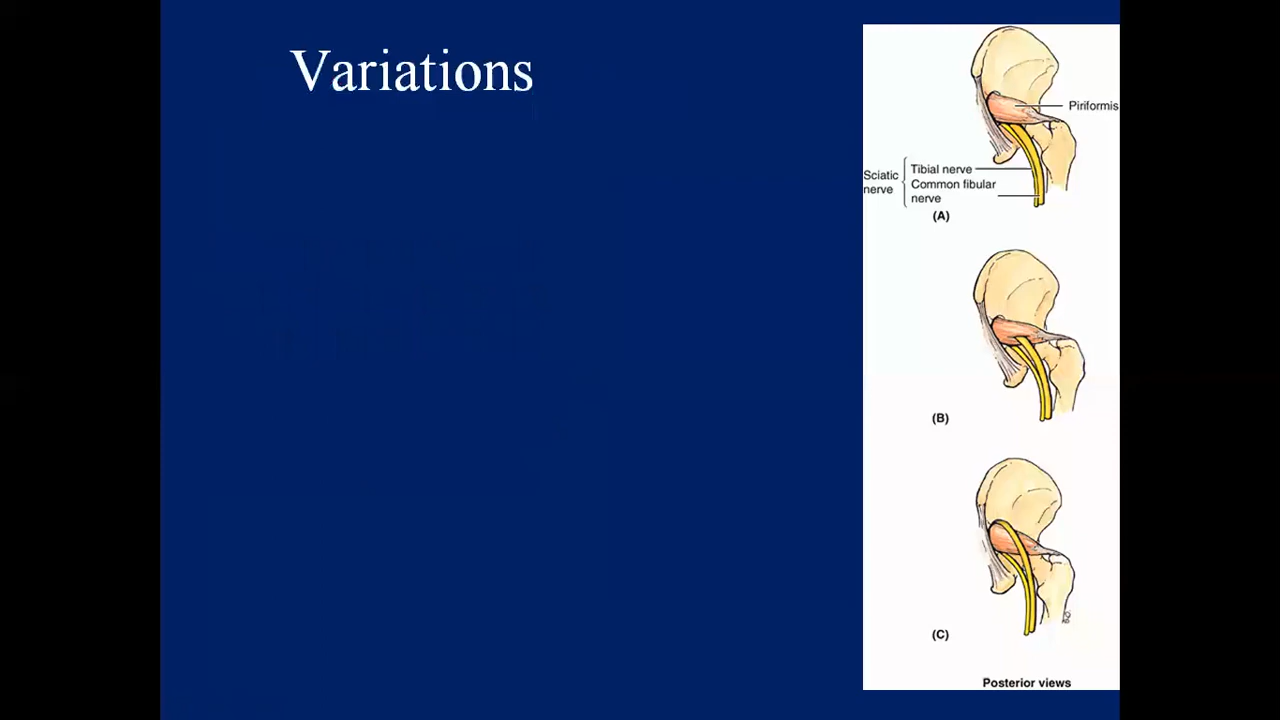 Variations
Piriformis
Sciatic
nerve
Tibial nerve
Common fibular
nerve
(A)
(B)
(C)
Posterior views